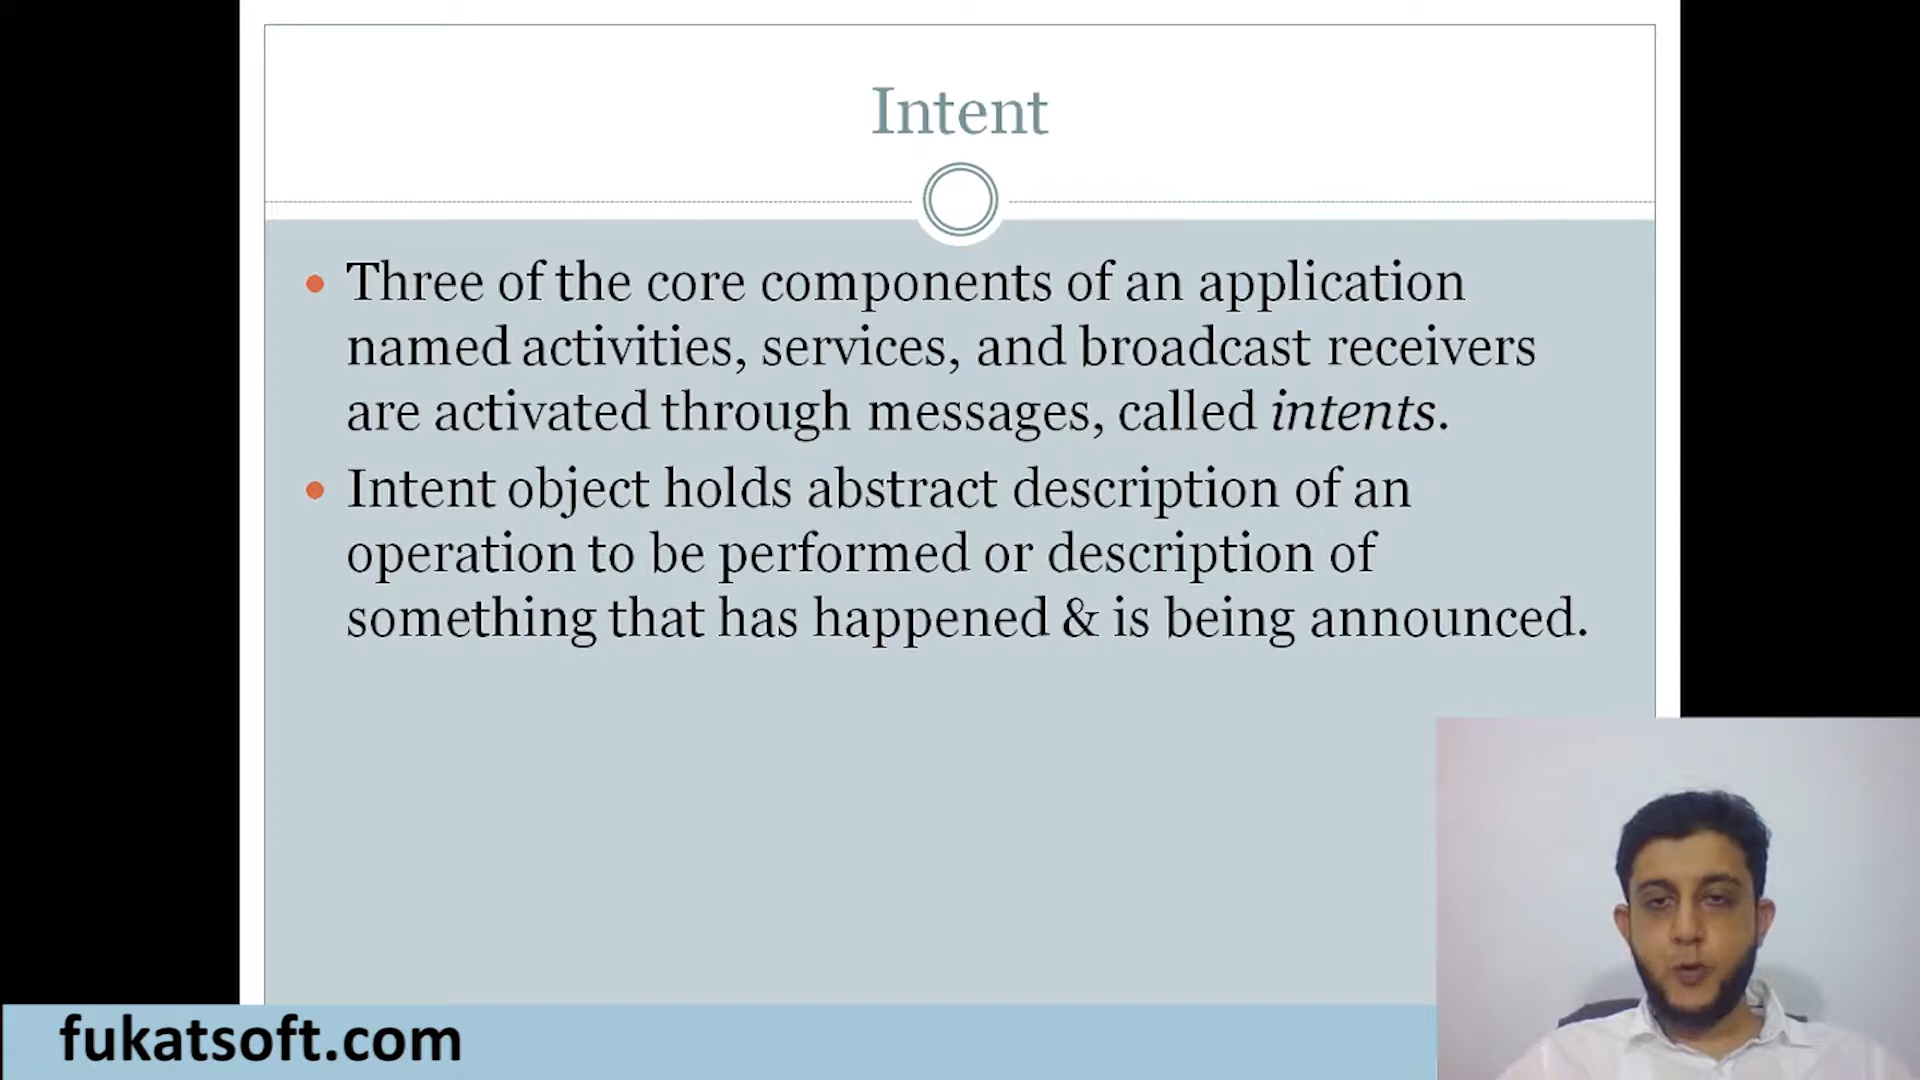 Intent
Three of the core components of an application
named activities, services, and broadcast receivers
are activated through messages, called intents.
Intent object holds abstract description of an
operation to be performed or description of
something that has happened & is being announced.
fukatsoft.com